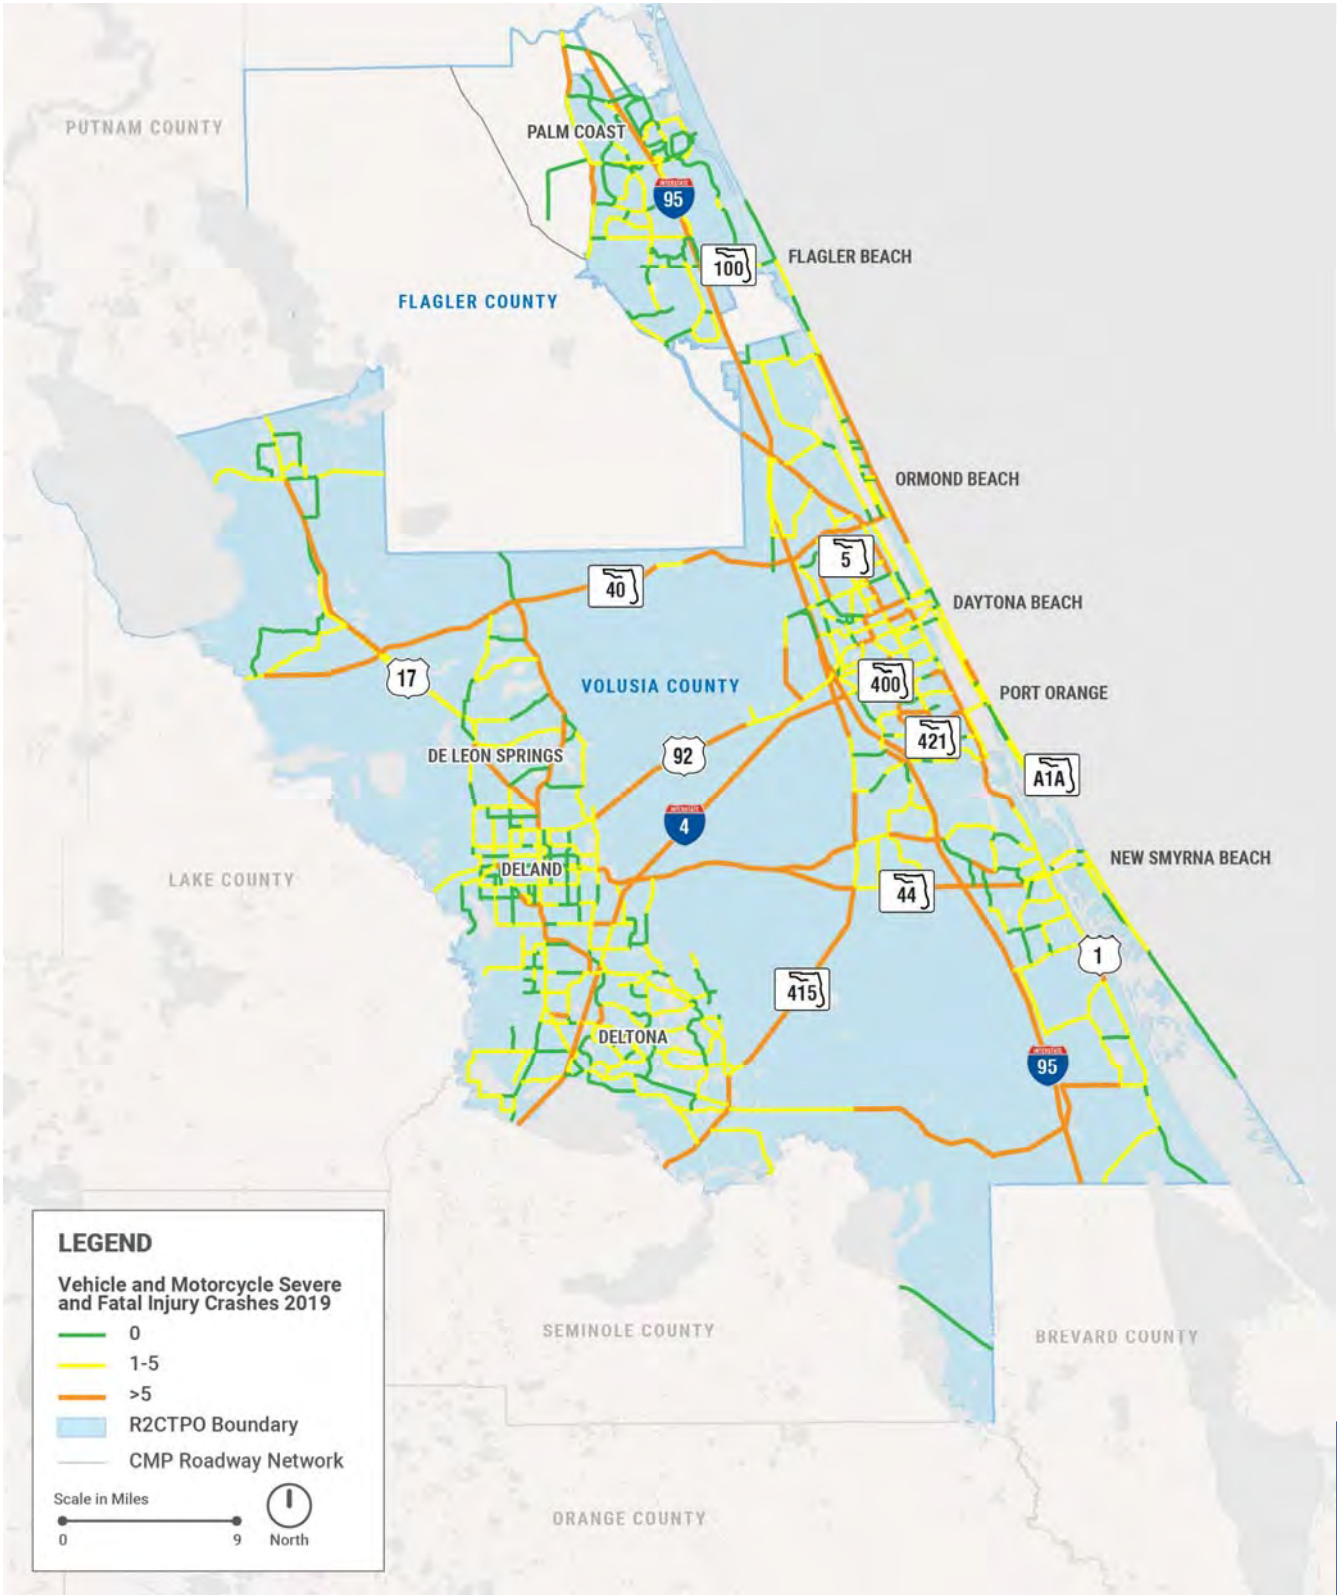 PUTNAM COUNTY
PALM COAST
INTERSTATE
95
100
FLAGLER BEACH
FLAGLER COUNTY
ORMOND BEACH
5
40
DAYTONA BEACH
17
VOLUSIA COUNTY
400
PORT ORANGE
421
DE LEON SPRINGS
92
A1A
INTERSTATE
4
NEW SMYRNA BEACH
DELAND
LAKE COUNTY
44
1
415
DELTONA
INTERSTATE
95
LEGEND
Vehicle and Motorcycle Severe
and Fatal Injury Crashes 2019
0
1-5
>5
R2CTPO Boundary
CMP Roadway Network
Scale in Miles
0 9 North
SEMINOLE COUNTY
BREVARD COUNTY
ORANGE COUNTY